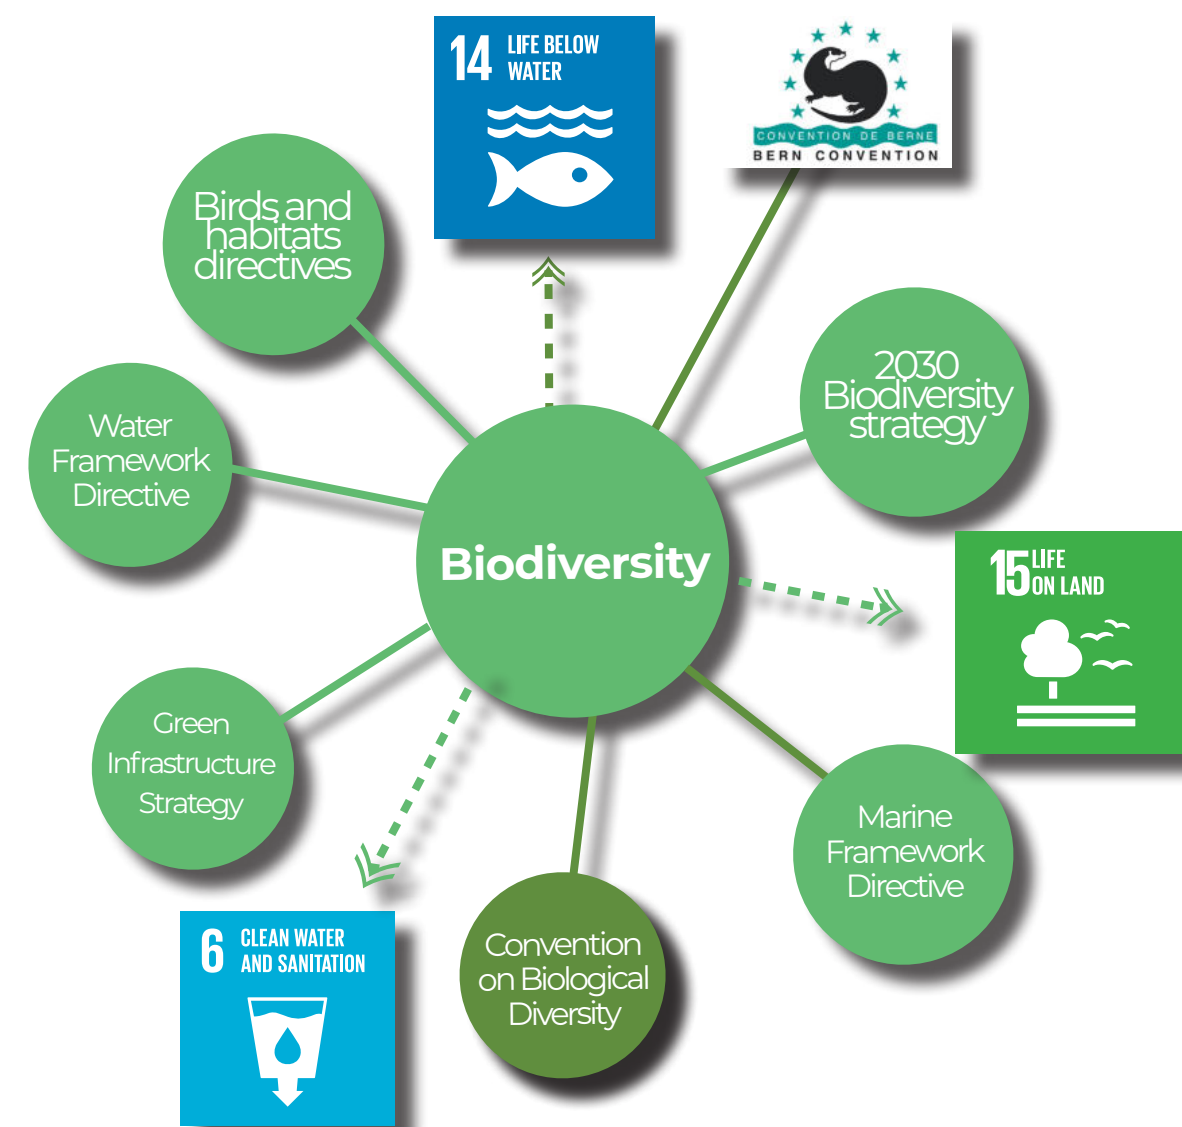 14
LIFE BELOW
WATER
CONVENTION DE BERNE
BERN CONVENTION
Birds and
habitats
directives
2030
Biodiversity
strategy
Water
Framework
Directive
Biodiversity
15
LIFE
ON LAND
Green
Infrastructure
Strategy
Marine
Framework
Directive
6
CLEAN WATER
AND SANITATION
Convention
on Biological
Diversity